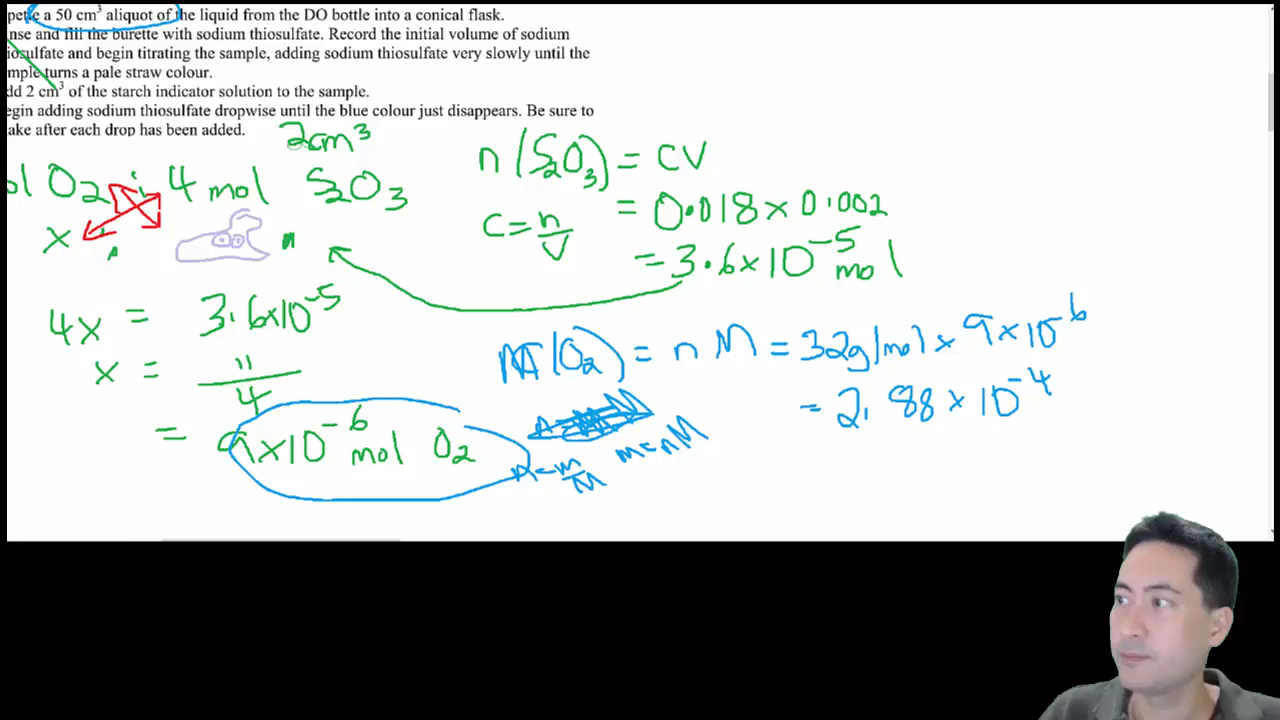 petle a 50 cm³ aliquot of the liquid from the DO bottle into a conical flask.
nse and fill the burette with sodium thiosulfate. Record the initial volume of sodium
iosulfate and begin titrating the sample, adding sodium thiosulfate very slowly until the
mple turns a pale straw colour.
dd 2 cm³ of the starch indicator solution to the sample.
egin adding sodium thiosulfate dropwise until the blue colour just disappears. Be sure to
ake after each drop has been added.
2cm³
ol O₂ : 4 mol S₂O₃
x :
n(S₂O₃) = CV
= 0.018 × 0.002
C = n/V
= 3.6×10⁻⁵ mol
4x = 3.6×10⁻⁵
x = " / 4
= 9×10⁻⁶ mol O₂
M(O₂) = n M = 32g/mol × 9×10⁻⁶
= 2.88 × 10⁻⁴
n = m/M m = nM